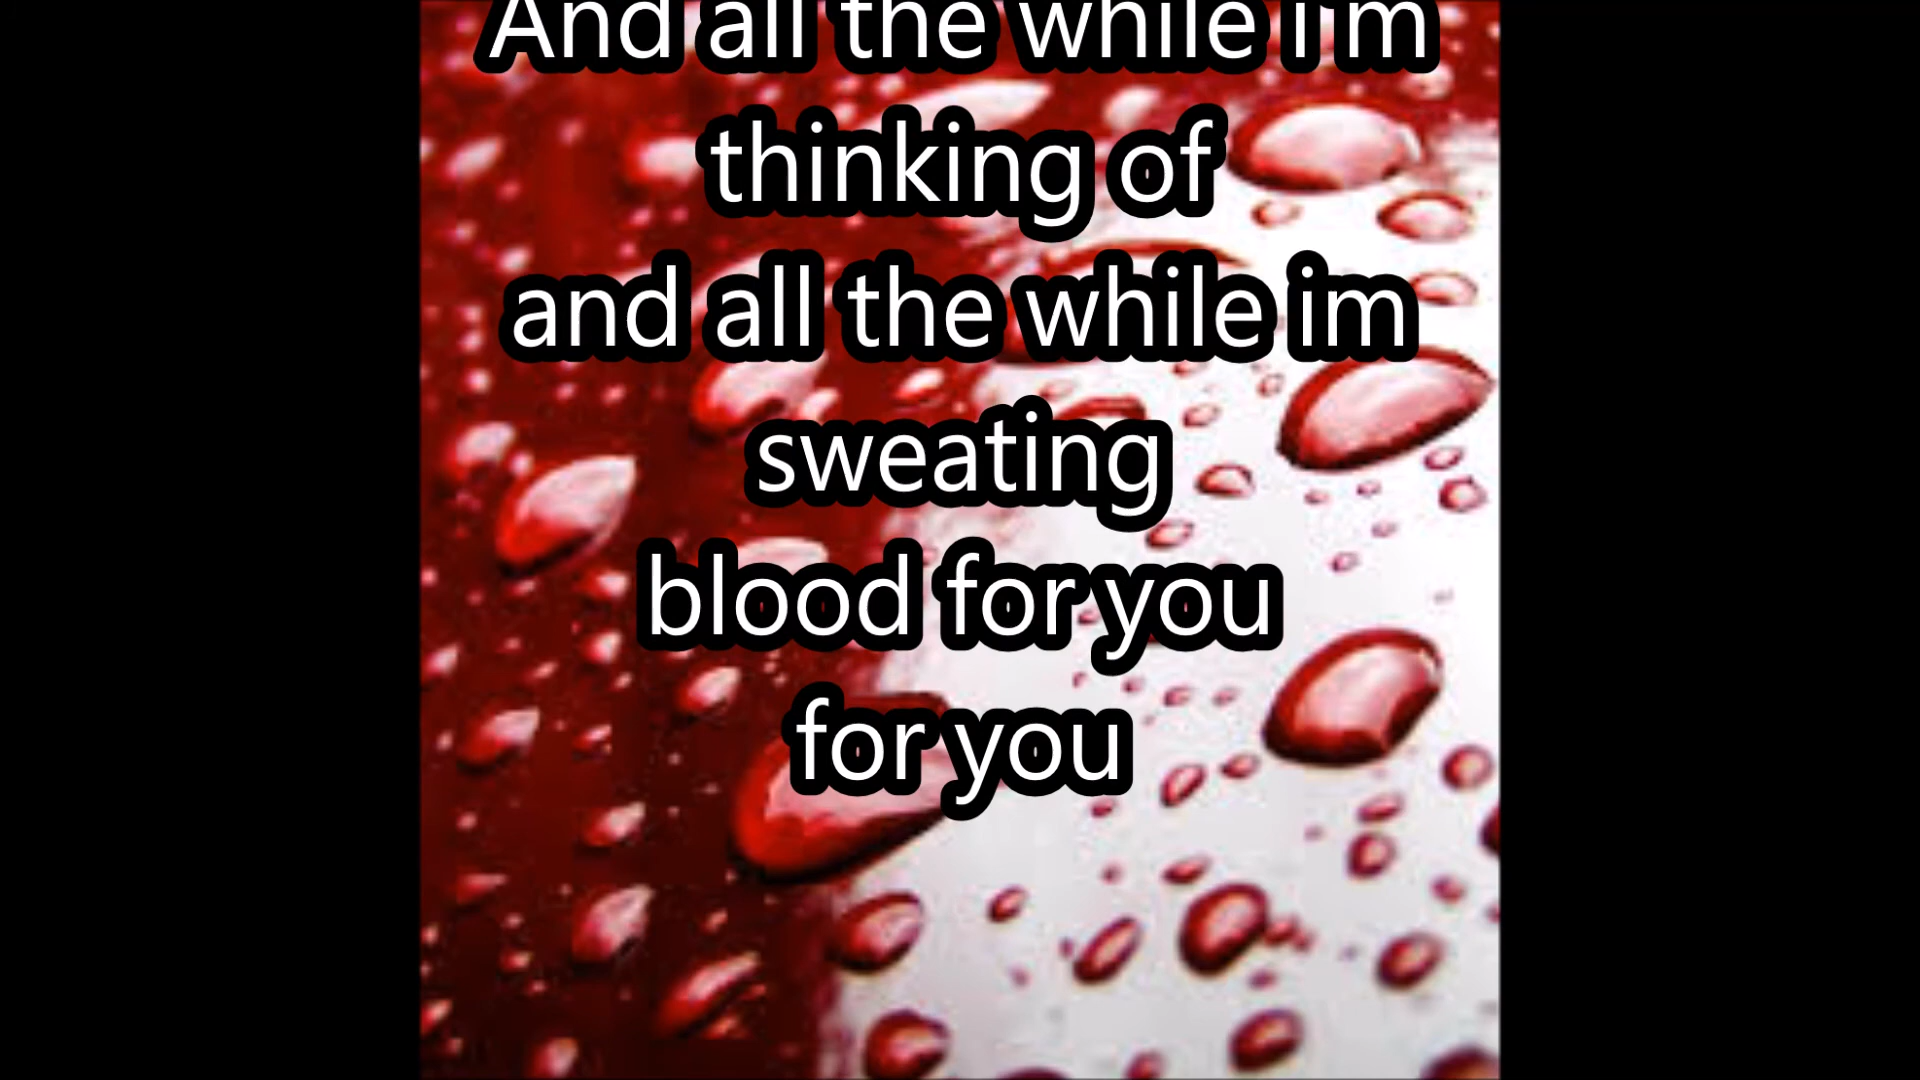 And all the while i'm
thinking of
and all the while im
sweating
blood for you
for you